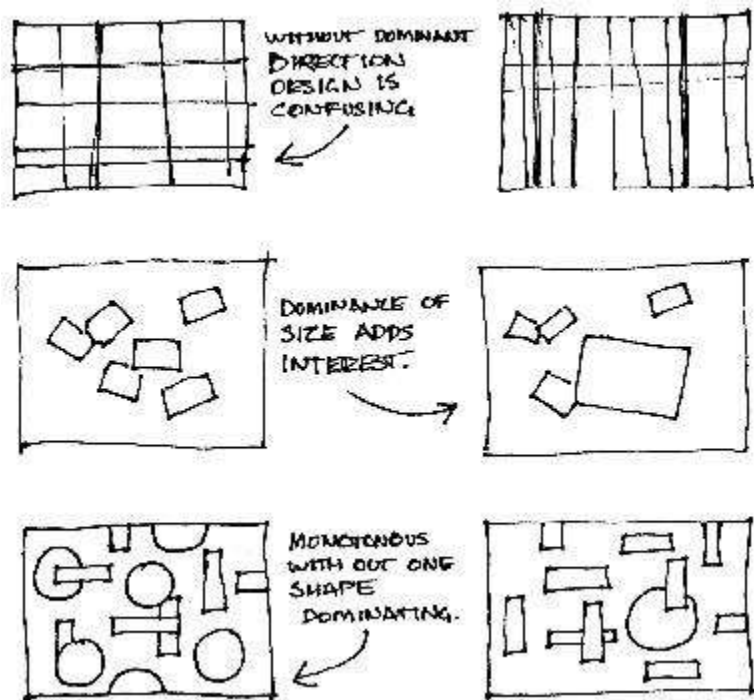 WITHOUT DOMINANT
DIRECTION
DESIGN IS
CONFUSING
DOMINANCE OF
SIZE ADDS
INTEREST.
MONOTONOUS
WITH OUT ONE
SHAPE
DOMINATING.